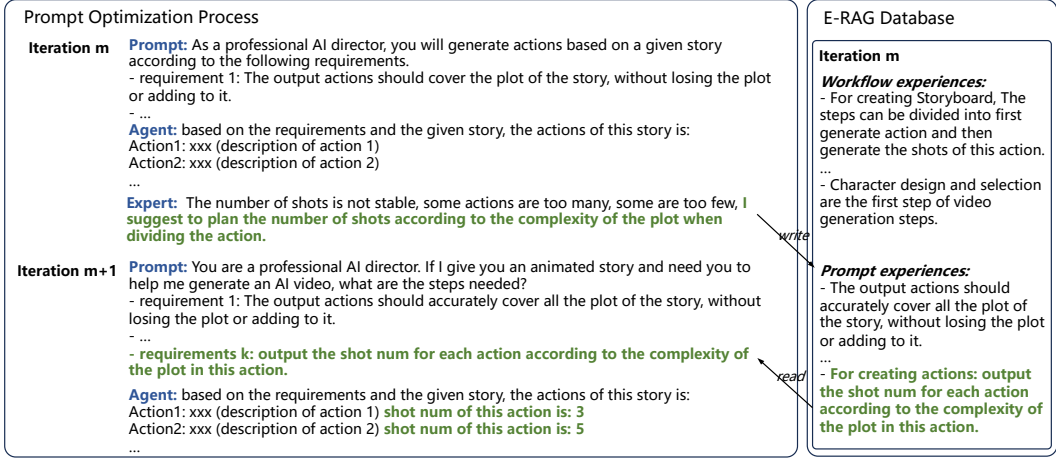 Prompt Optimization Process
Iteration m
Prompt: As a professional AI director, you will generate actions based on a given story
according to the following requirements.
- requirement 1: The output actions should cover the plot of the story, without losing the plot
or adding to it.
- ...
Agent: based on the requirements and the given story, the actions of this story is:
Action1: xxx (description of action 1)
Action2: xxx (description of action 2)
...
Expert: The number of shots is not stable, some actions are too many, some are too few, I
suggest to plan the number of shots according to the complexity of the plot when
dividing the action.
Iteration m+1
Prompt: You are a professional AI director. If I give you an animated story and need you to
help me generate an AI video, what are the steps needed?
- requirement 1: The output actions should accurately cover all the plot of the story, without
losing the plot or adding to it.
- ...
- requirements k: output the shot num for each action according to the complexity of
the plot in this action.
Agent: based on the requirements and the given story, the actions of this story is:
Action1: xxx (description of action 1) shot num of this action is: 3
Action2: xxx (description of action 2) shot num of this action is: 5
...
write
read
E-RAG Database
Iteration m
Workflow experiences:
- For creating Storyboard, The
steps can be divided into first
generate action and then
generate the shots of this action.
...
- Character design and selection
are the first step of video
generation steps.
Prompt experiences:
- The output actions should
accurately cover all the plot of
the story, without losing the plot
or adding to it.
...
- For creating actions: output
the shot num for each action
according to the complexity of
the plot in this action.